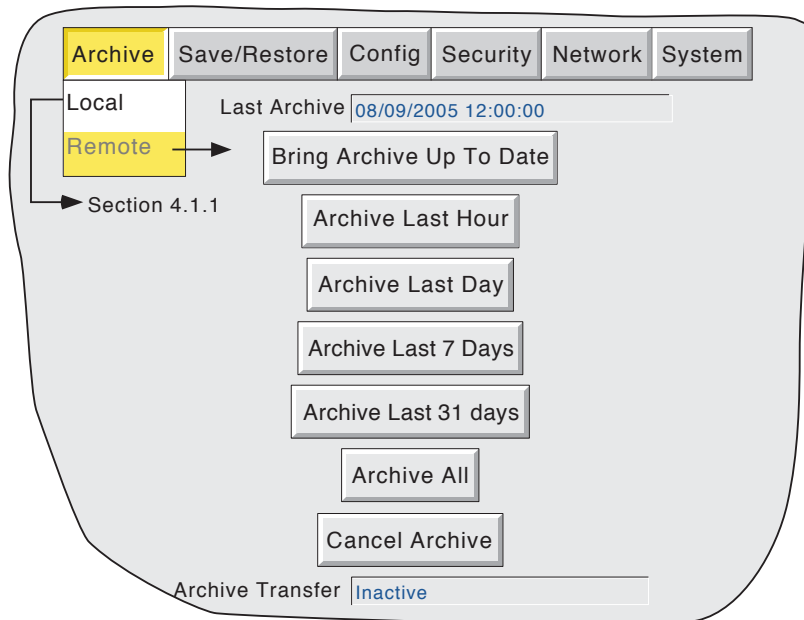 Archive Save/Restore Config Security Network System
Local
Last Archive 08/09/2005 12:00:00
Remote
Bring Archive Up To Date
Section 4.1.1
Archive Last Hour
Archive Last Day
Archive Last 7 Days
Archive Last 31 days
Archive All
Cancel Archive
Archive Transfer Inactive